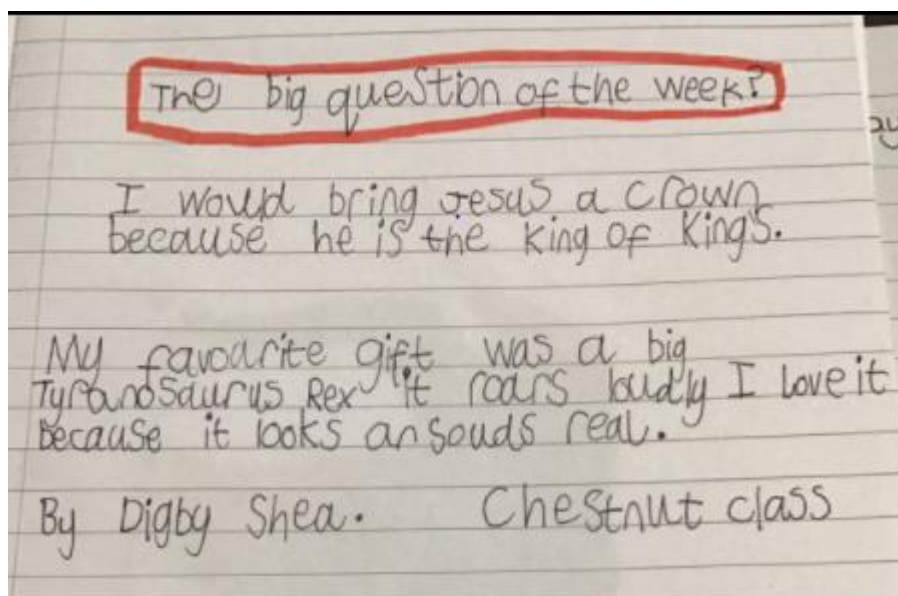 The big question of the week?
I would bring Jesus a crown
because he is the King of King's.
My favourite gift was a big
Tyranosaurus Rex it roars loudly I love it
because it looks an souds real.
By Digby Shea. Chestnut class